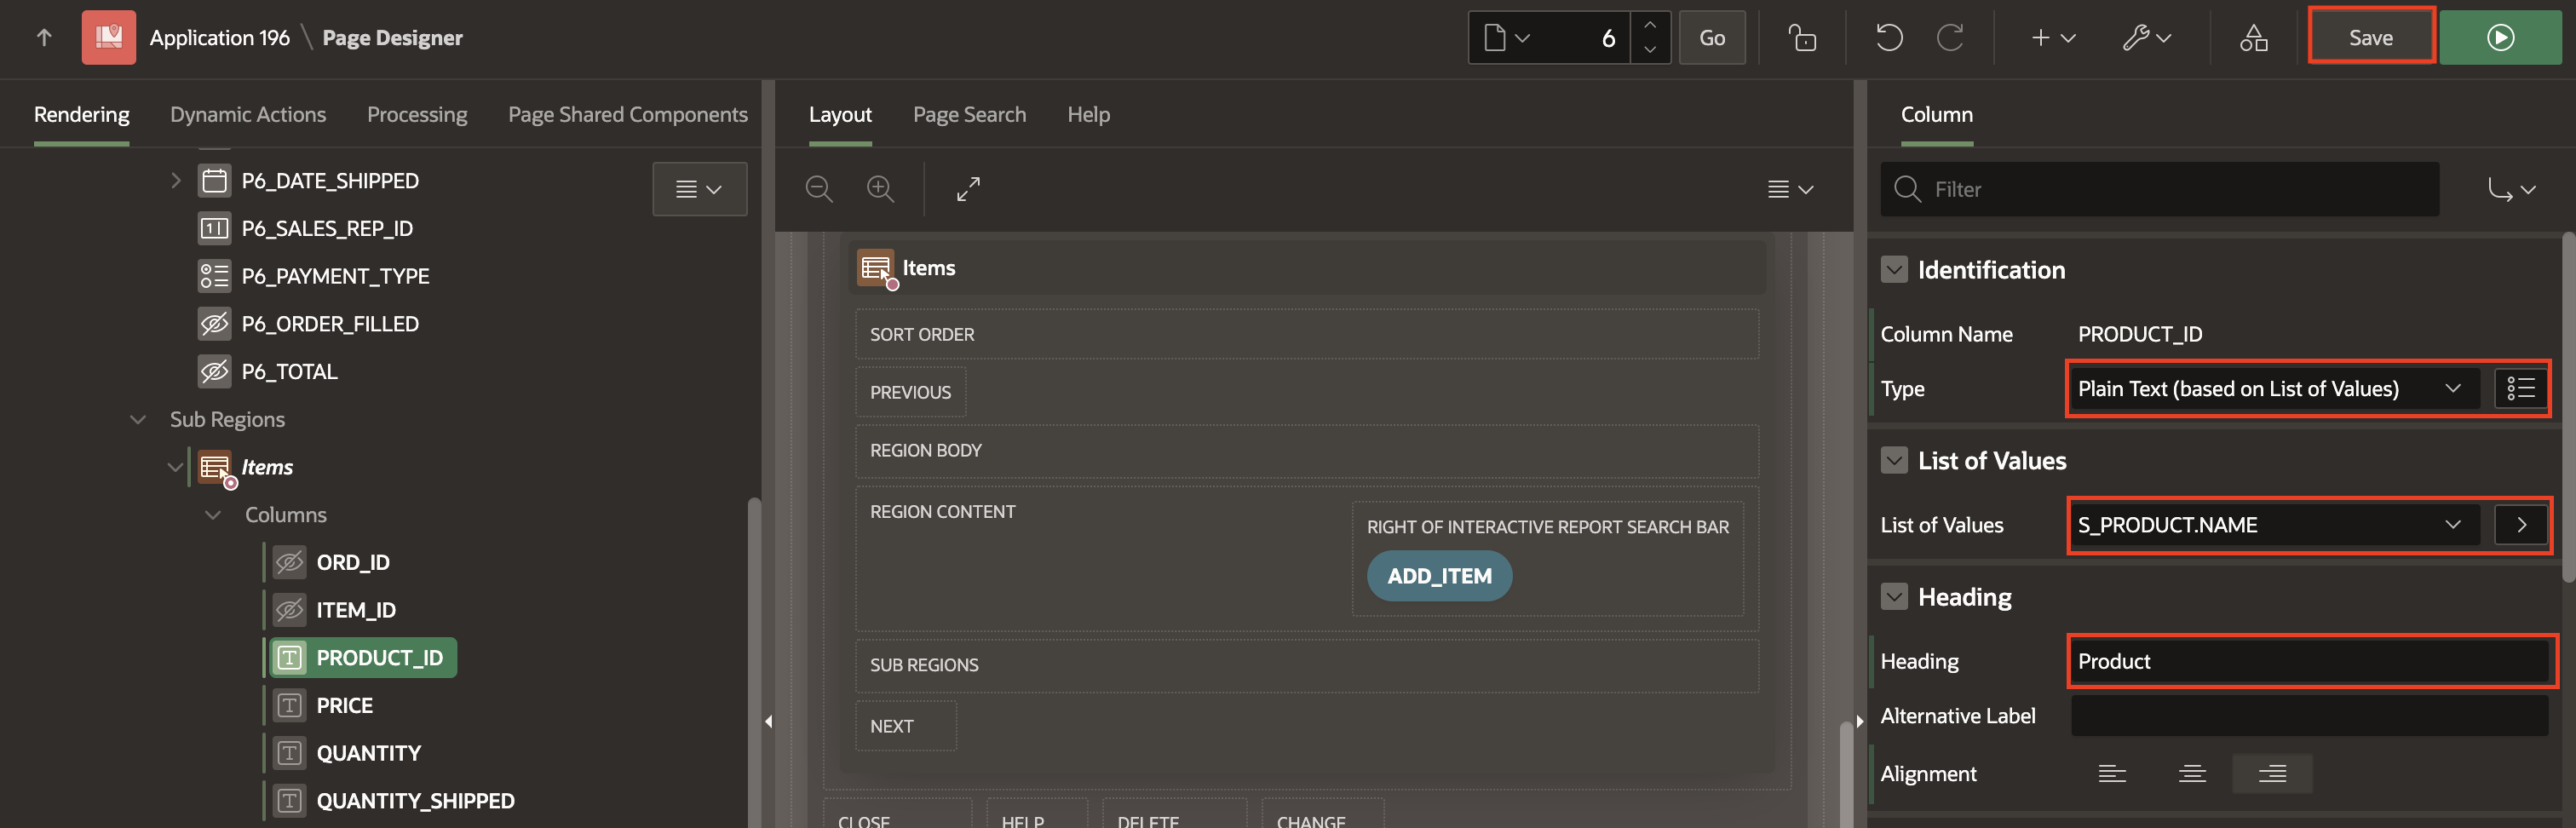 Application 196 \ Page Designer
6
Go
Save
Rendering
Dynamic Actions
Processing
Page Shared Components
P6_DATE_SHIPPED
P6_SALES_REP_ID
P6_PAYMENT_TYPE
P6_ORDER_FILLED
P6_TOTAL
Sub Regions
Items
Columns
ORD_ID
ITEM_ID
PRODUCT_ID
PRICE
QUANTITY
QUANTITY_SHIPPED
Layout
Page Search
Help
Items
SORT ORDER
PREVIOUS
REGION BODY
REGION CONTENT
RIGHT OF INTERACTIVE REPORT SEARCH BAR
ADD_ITEM
SUB REGIONS
NEXT
CLOSE
HELP
DELETE
CHANGE
Column
Filter
Identification
Column Name
PRODUCT_ID
Type
Plain Text (based on List of Values)
List of Values
List of Values
S_PRODUCT.NAME
Heading
Heading
Product
Alternative Label
Alignment